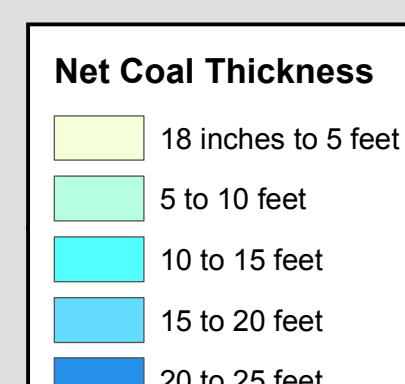 Net Coal Thickness
18 inches to 5 feet
5 to 10 feet
10 to 15 feet
15 to 20 feet
20 to 25 feet